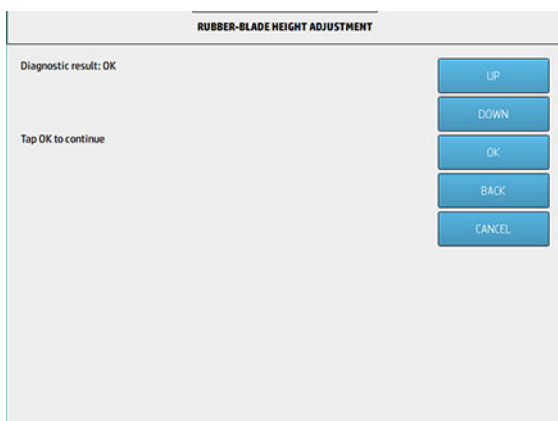 RUBBER-BLADE HEIGHT ADJUSTMENT
Diagnostic result: OK
UP
DOWN
Tap OK to continue
OK
BACK
CANCEL